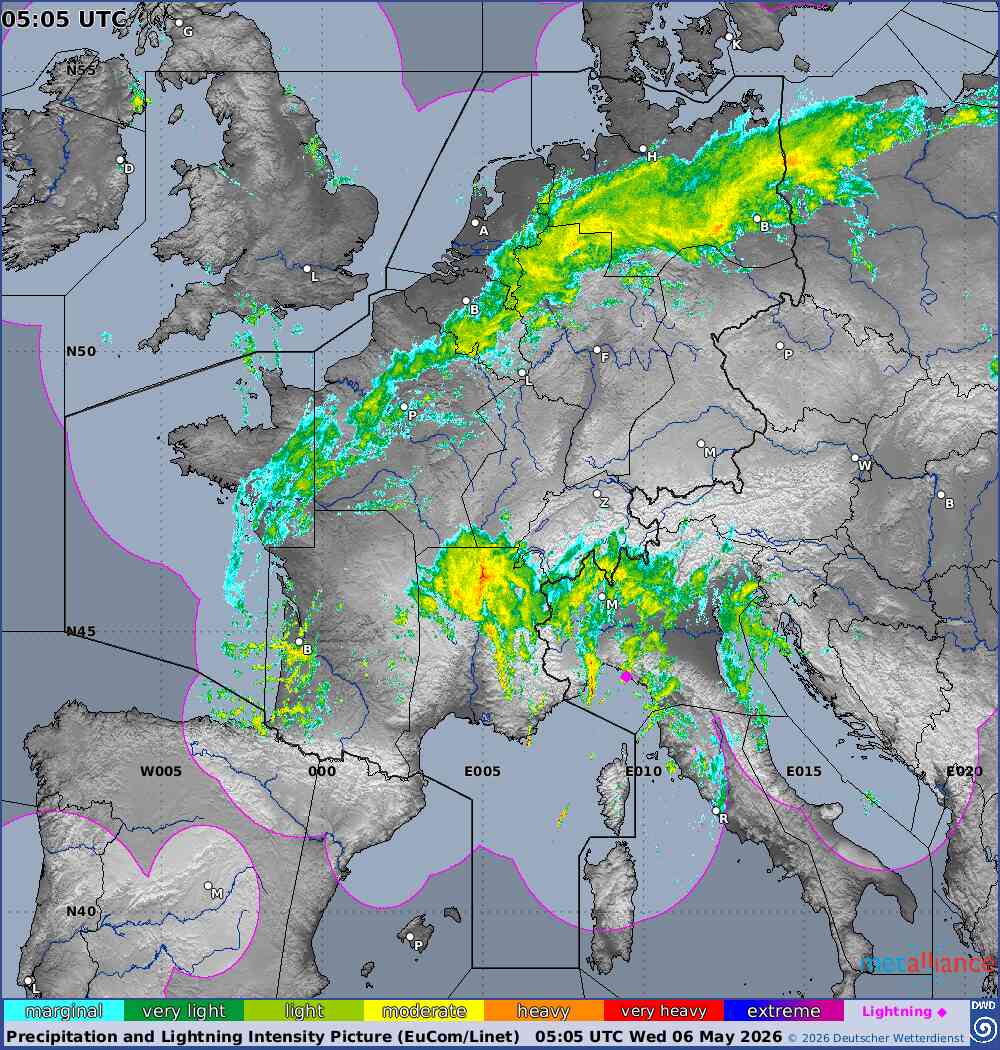 05:05 UTC
G
K
N55
H
D
A
B
L
B
N50
F
P
L
P
M
W
Z
B
M
N45
B
W005
000
E005
E010
E015
E020
R
M
N40
P
L
metalliance
marginal very light light moderate heavy very heavy extreme Lightning ◆ DWD
Precipitation and Lightning Intensity Picture (EuCom/Linet) 05:05 UTC Wed 06 May 2026 © 2026 Deutscher Wetterdienst